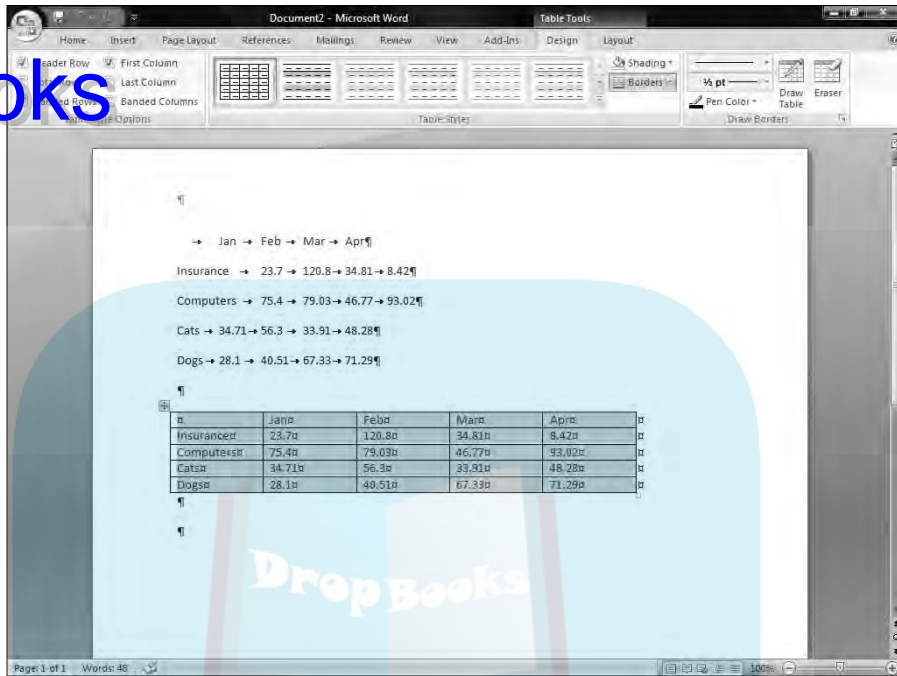 Document2 - Microsoft Word
Table Tools
Home Insert Page Layout References Mailings Review View Add-Ins Design Layout
Header Row First Column
Last Column
Banded Rows Banded Columns
Shading
Borders
½ pt
Pen Color
Draw Table
Eraser
Options
Table Styles
Draw Borders
oks
¶
→ Jan → Feb → Mar → Apr¶
Insurance → 23.7 → 120.8→ 34.81→ 8.42¶
Computers → 75.4 → 79.03→ 46.77→ 93.02¶
Cats → 34.71→ 56.3 → 33.91→ 48.28¶
Dogs → 28.1 → 40.51→ 67.33→ 71.29¶
¶
¤ Jan¤ Feb¤ Mar¤ Apr¤ ¤
Insurance¤ 23.7¤ 120.8¤ 34.81¤ 8.42¤ ¤
Computers¤ 75.4¤ 79.03¤ 46.77¤ 93.02¤ ¤
Cats¤ 34.71¤ 56.3¤ 33.91¤ 48.28¤ ¤
Dogs¤ 28.1¤ 40.51¤ 67.33¤ 71.29¤ ¤
¶
¶
DropBooks
Page: 1 of 1 Words: 48 100%